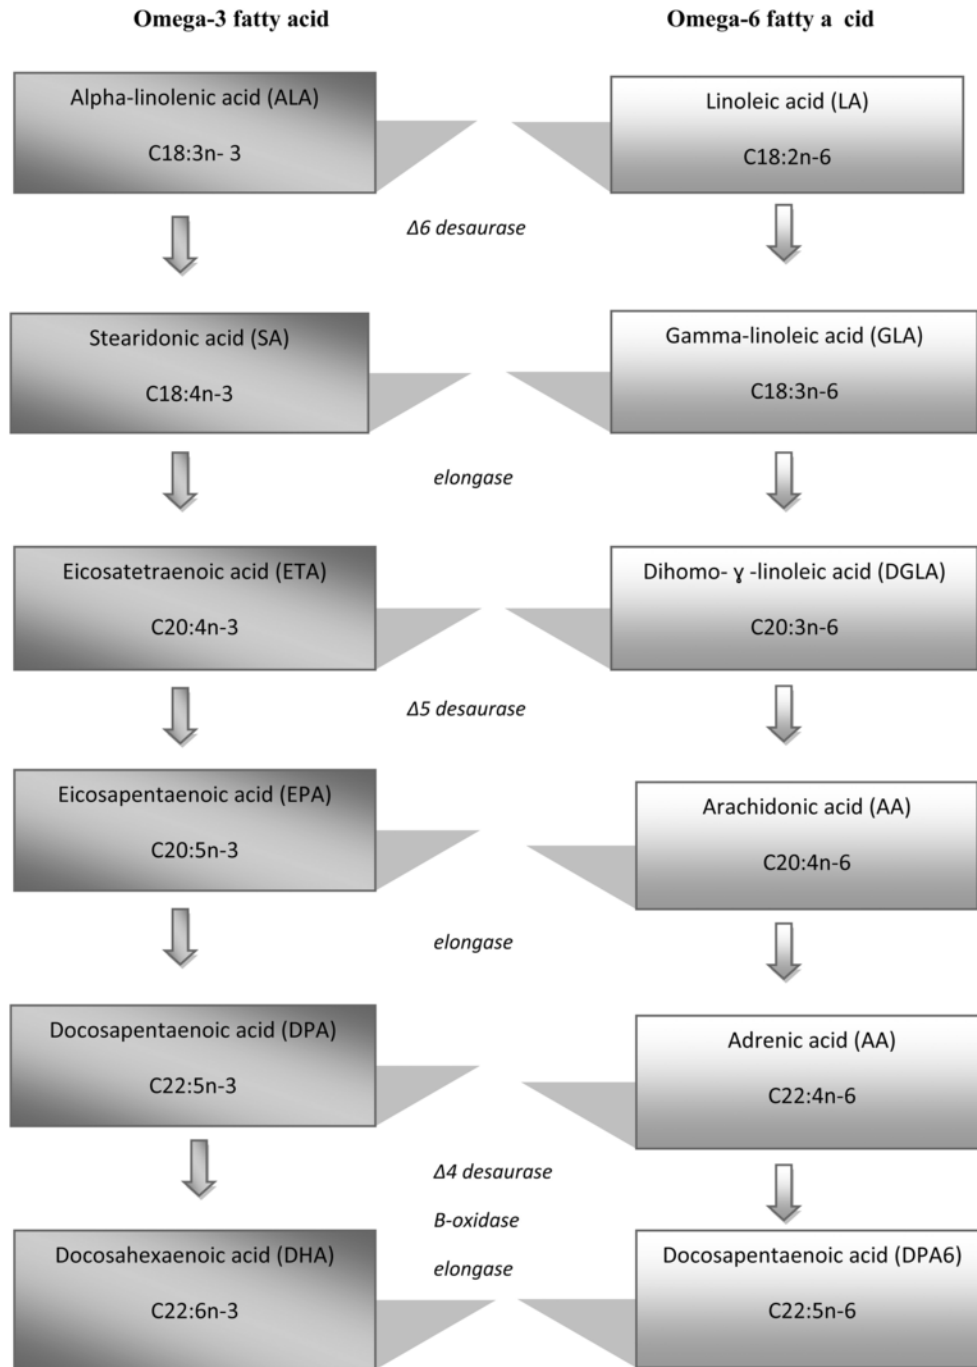 Omega-3 fatty acid
Omega-6 fatty a cid
Alpha-linolenic acid (ALA)
C18:3n- 3
Linoleic acid (LA)
C18:2n-6
Δ6 desaurase
Stearidonic acid (SA)
C18:4n-3
Gamma-linoleic acid (GLA)
C18:3n-6
elongase
Eicosatetraenoic acid (ETA)
C20:4n-3
Dihomo- ɣ -linoleic acid (DGLA)
C20:3n-6
Δ5 desaurase
Eicosapentaenoic acid (EPA)
C20:5n-3
Arachidonic acid (AA)
C20:4n-6
elongase
Docosapentaenoic acid (DPA)
C22:5n-3
Adrenic acid (AA)
C22:4n-6
Δ4 desaurase
B-oxidase
elongase
Docosahexaenoic acid (DHA)
C22:6n-3
Docosapentaenoic acid (DPA6)
C22:5n-6